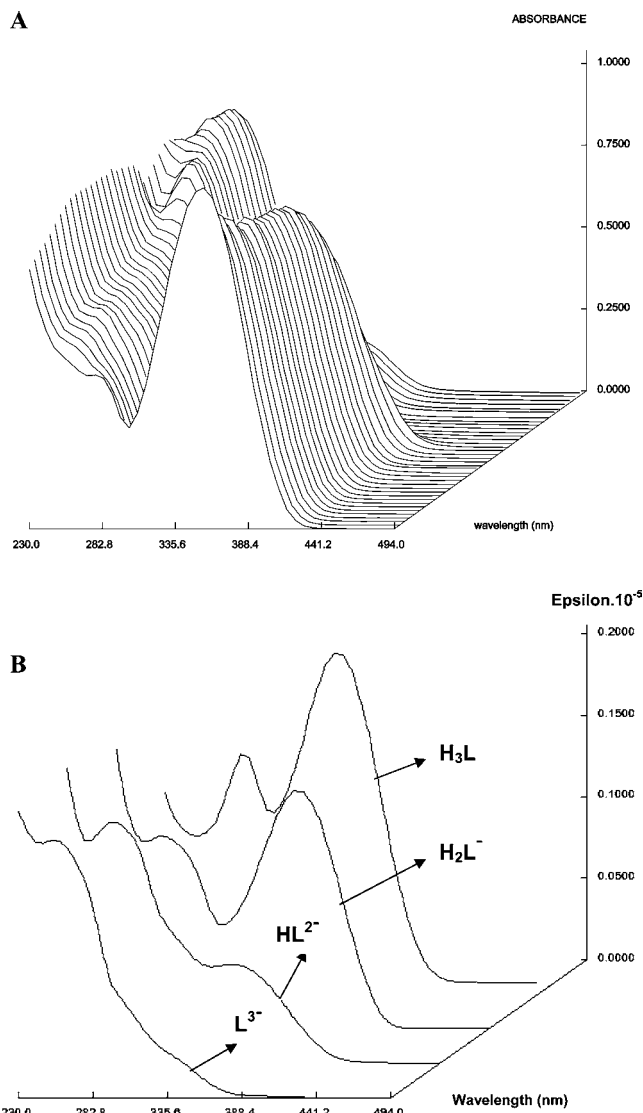 A
ABSORBANCE
1.0000
0.7500
0.5000
0.2500
0.0000
wavelength (nm)
230.0 282.8 335.6 388.4 441.2 494.0
Epsilon.10⁻⁵
B
0.2000
0.1500
0.1000
0.0500
0.0000
H₃L
H₂L⁻
HL²⁻
L³⁻
230.0 282.8 335.6 388.4 441.2 494.0
Wavelength (nm)